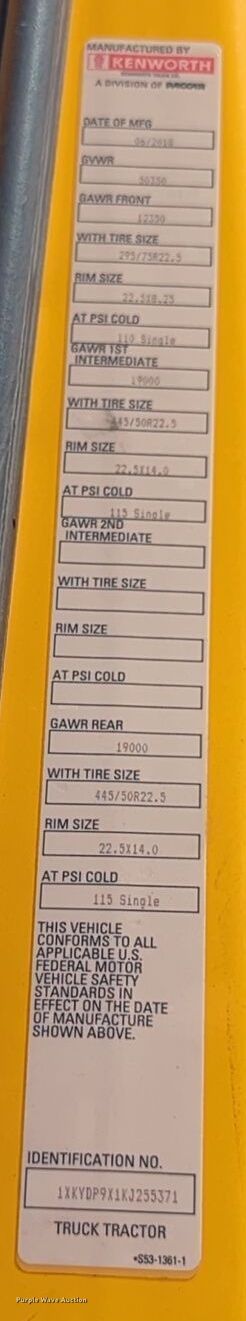 MANUFACTURED BY
KENWORTH
KENWORTH TRUCK CO.
A DIVISION OF PACCAR
DATE OF MFG
06/2018
GVWR
50350
GAWR FRONT
12350
WITH TIRE SIZE
295/75R22.5
RIM SIZE
22.5X8.25
AT PSI COLD
110 Single
GAWR 1ST
INTERMEDIATE
19000
WITH TIRE SIZE
445/50R22.5
RIM SIZE
22.5X14.0
AT PSI COLD
115 Single
GAWR 2ND
INTERMEDIATE
WITH TIRE SIZE
RIM SIZE
AT PSI COLD
GAWR REAR
19000
WITH TIRE SIZE
445/50R22.5
RIM SIZE
22.5X14.0
AT PSI COLD
115 Single
THIS VEHICLE
CONFORMS TO ALL
APPLICABLE U.S.
FEDERAL MOTOR
VEHICLE SAFETY
STANDARDS IN
EFFECT ON THE DATE
OF MANUFACTURE
SHOWN ABOVE.
IDENTIFICATION NO.
1XKYDP9X1KJ255371
TRUCK TRACTOR
*S53-1361-1
Purple Wave Auction